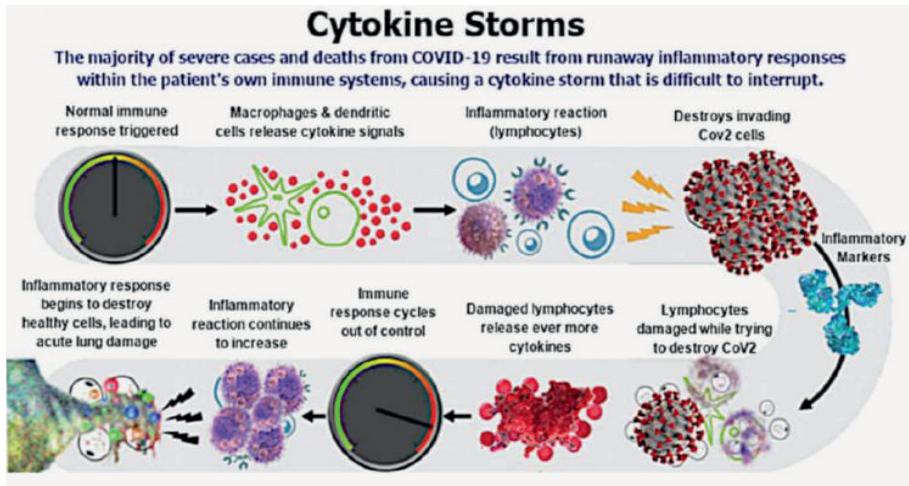 Cytokine Storms
The majority of severe cases and deaths from COVID-19 result from runaway inflammatory responses
within the patient's own immune systems, causing a cytokine storm that is difficult to interrupt.
Normal immune
response triggered
Macrophages & dendritic
cells release cytokine signals
Inflammatory reaction
(lymphocytes)
Destroys invading
Cov2 cells
Inflammatory
Markers
Lymphocytes
damaged while trying
to destroy CoV2
Damaged lymphocytes
release ever more
cytokines
Immune
response cycles
out of control
Inflammatory
reaction continues
to increase
Inflammatory response
begins to destroy
healthy cells, leading to
acute lung damage